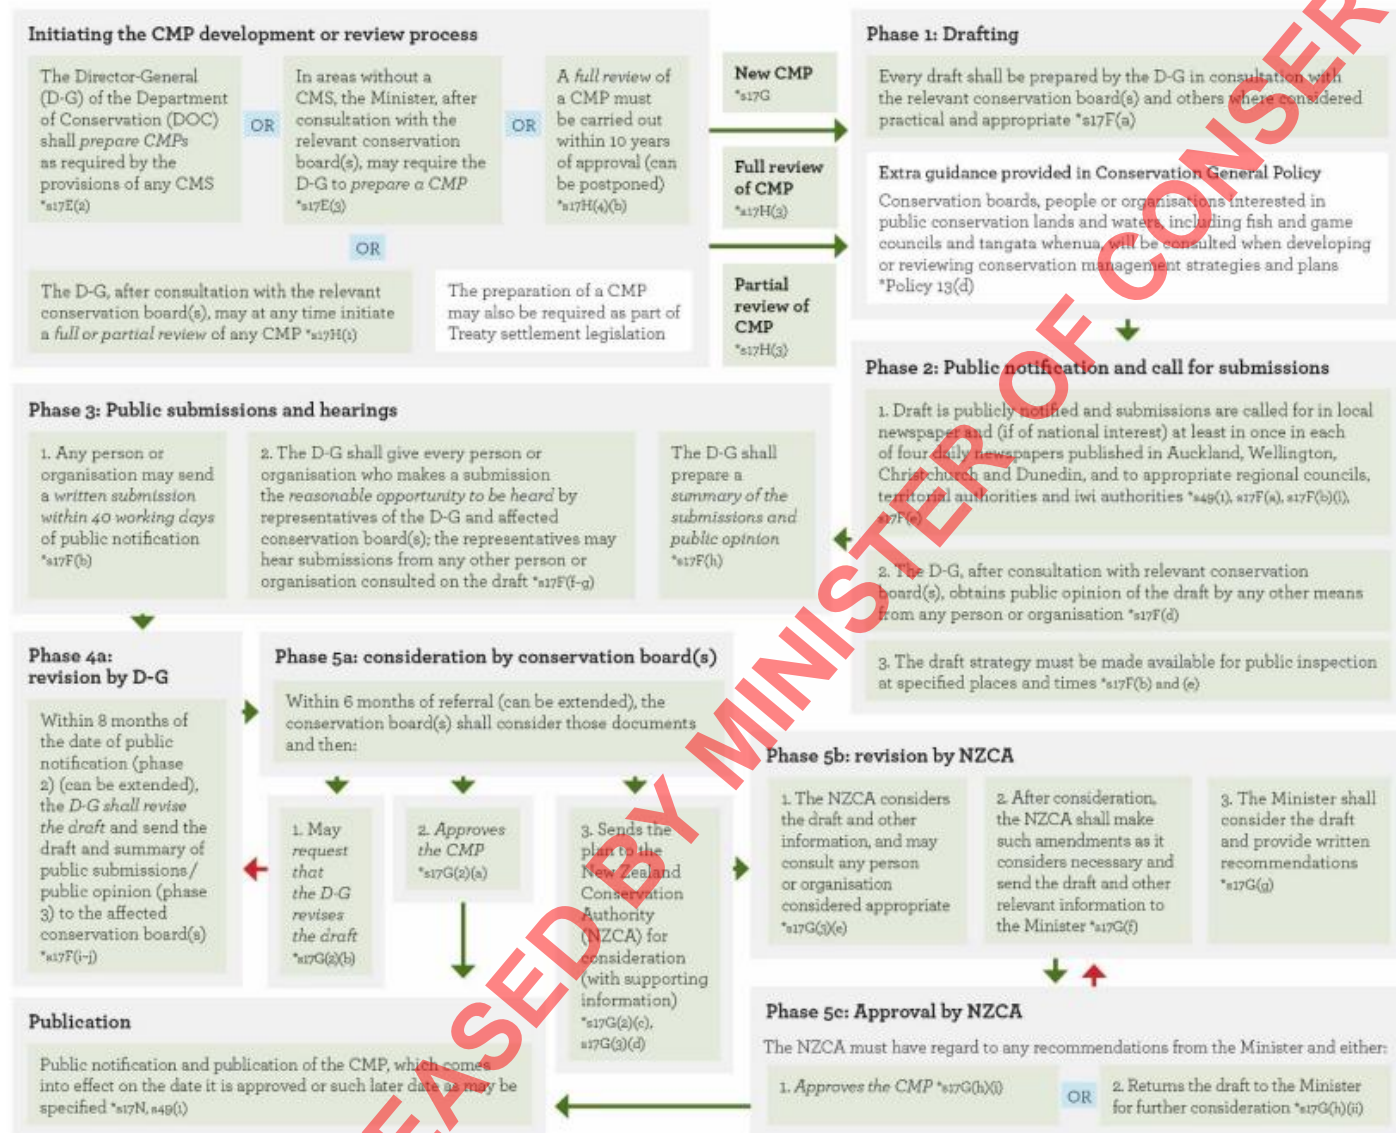 Initiating the CMP development or review process
The Director-General
(D-G) of the Department
of Conservation (DOC)
shall prepare CMPs
as required by the
provisions of any CMS
*s17E(2)
OR
In areas without a
CMS, the Minister, after
consultation with the
relevant conservation
board(s), may require the
D-G to prepare a CMP
*s17E(3)
OR
A full review of
a CMP must
be carried out
within 10 years
of approval (can
be postponed)
*s17H(4)(b)
OR
The D-G, after consultation with the relevant
conservation board(s), may at any time initiate
a full or partial review of any CMP *s17H(1)
The preparation of a CMP
may also be required as part of
Treaty settlement legislation
New CMP
*s17G
Full review
of CMP
*s17H(3)
Partial
review of
CMP
*s17H(3)
Phase 1: Drafting
Every draft shall be prepared by the D-G in consultation with
the relevant conservation board(s) and others where considered
practical and appropriate *s17F(a)
Extra guidance provided in Conservation General Policy
Conservation boards, people or organisations interested in
public conservation lands and waters, including fish and game
councils and tangata whenua, will be consulted when developing
or reviewing conservation management strategies and plans
*Policy 13(d)
Phase 2: Public notification and call for submissions
1. Draft is publicly notified and submissions are called for in local
newspaper and (if of national interest) at least in once in each
of four daily newspapers published in Auckland, Wellington,
Christchurch and Dunedin, and to appropriate regional councils,
territorial authorities and iwi authorities *s49(1), s17F(a), s17F(b)(i),
s17F(e)
2. The D-G, after consultation with relevant conservation
board(s), obtains public opinion of the draft by any other means
from any person or organisation *s17F(d)
3. The draft strategy must be made available for public inspection
at specified places and times *s17F(b) and (e)
Phase 3: Public submissions and hearings
1. Any person or
organisation may send
a written submission
within 40 working days
of public notification
*s17F(b)
2. The D-G shall give every person or
organisation who makes a submission
the reasonable opportunity to be heard by
representatives of the D-G and affected
conservation board(s); the representatives may
hear submissions from any other person or
organisation consulted on the draft *s17F(f-g)
The D-G shall
prepare a
summary of the
submissions and
public opinion
*s17F(h)
Phase 4a:
revision by D-G
Within 8 months of
the date of public
notification (phase
2) (can be extended),
the D-G shall revise
the draft and send the
draft and summary of
public submissions/
public opinion (phase
3) to the affected
conservation board(s)
*s17F(i-j)
Phase 5a: consideration by conservation board(s)
Within 6 months of referral (can be extended), the
conservation board(s) shall consider those documents
and then:
1. May
request
that
the D-G
revises
the draft
*s17G(2)(b)
2. Approves
the CMP
*s17G(2)(a)
3. Sends the
plan to the
New Zealand
Conservation
Authority
(NZCA) for
consideration
(with supporting
information)
*s17G(2)(c),
s17G(3)(d)
Phase 5b: revision by NZCA
1. The NZCA considers
the draft and other
information, and may
consult any person
or organisation
considered appropriate
*s17G(3)(e)
2. After consideration,
the NZCA shall make
such amendments as it
considers necessary and
send the draft and other
relevant information to
the Minister *s17G(f)
3. The Minister shall
consider the draft
and provide written
recommendations
*s17G(g)
Phase 5c: Approval by NZCA
The NZCA must have regard to any recommendations from the Minister and either:
1. Approves the CMP *s17G(h)(i)
OR
2. Returns the draft to the Minister
for further consideration *s17G(h)(ii)
Publication
Public notification and publication of the CMP, which comes
into effect on the date it is approved or such later date as may be
specified *s17N, s49(1)
EASED BY MINISTER OF CONSER